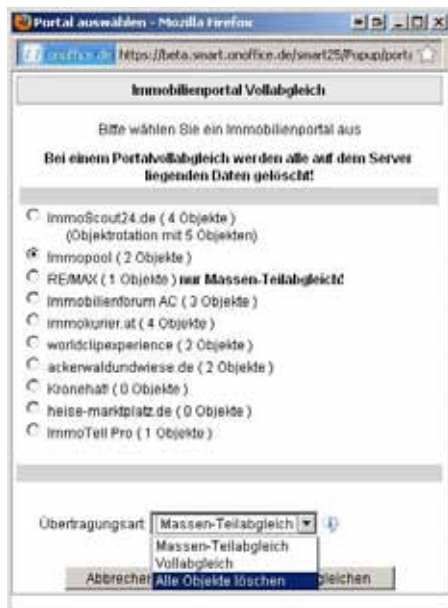 Portal auswählen - Mozilla Firefox
onoffice.de https://beta.smart.onoffice.de/smart25/Popup/porta
Immobilienportal Vollabgleich
Bitte wählen Sie ein Immobilienportal aus
Bei einem Portalvollabgleich werden alle auf dem Server
liegenden Daten gelöscht!
ImmoScout24.de ( 4 Objekte )
(Objektrotation mit 5 Objekten)
Immopool ( 2 Objekte )
RE/MAX ( 1 Objekte ) nur Massen-Teilabgleich!
Immobilienforum AC ( 3 Objekte )
immokurier.at ( 4 Objekte )
worldclipexperience ( 2 Objekte )
ackerwaldundwiese.de ( 2 Objekte )
( 0 Objekte )
heise-marktplatz.de ( 0 Objekte )
ImmoTell Pro ( 1 Objekte )
Übertragungsart Massen-Teilabgleich
Massen-Teilabgleich
Vollabgleich
Abbrechen Alle Objekte löschen gleichen